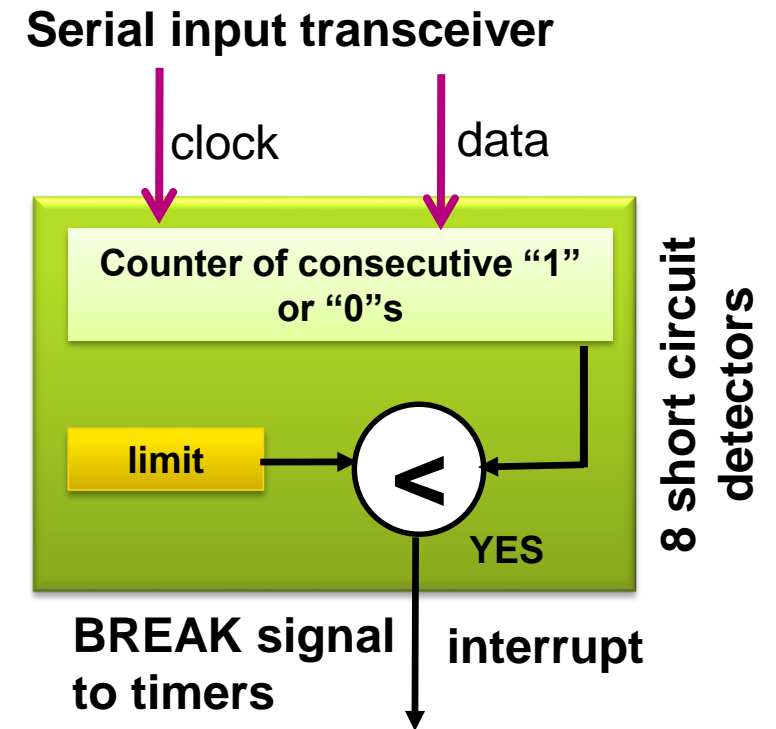 Serial input transceiver
clock
data
Counter of consecutive “1”
or “0”s
8 short circuit
detectors
limit
<
YES
BREAK signal
to timers
interrupt